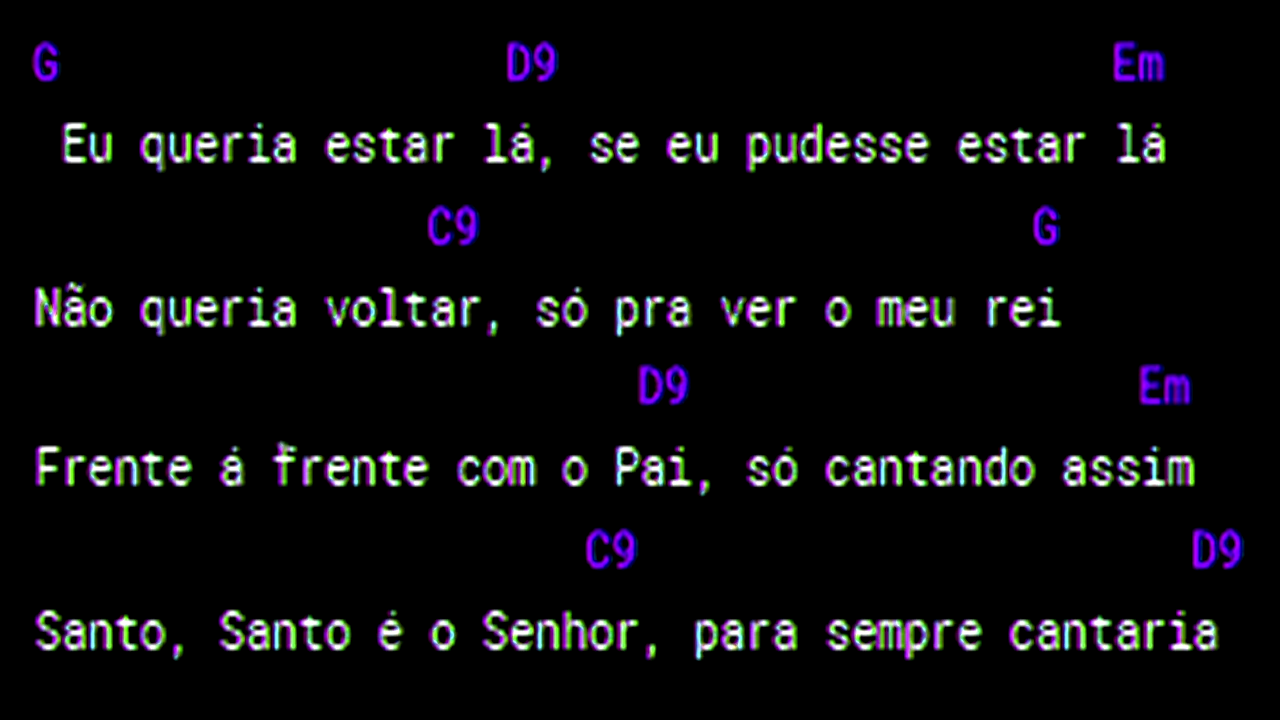 G D9 Em
Eu queria estar lá, se eu pudesse estar lá
C9 G
Não queria voltar, só pra ver o meu rei
D9 Em
Frente á frente com o Pai, só cantando assim
C9 D9
Santo, Santo é o Senhor, para sempre cantaria